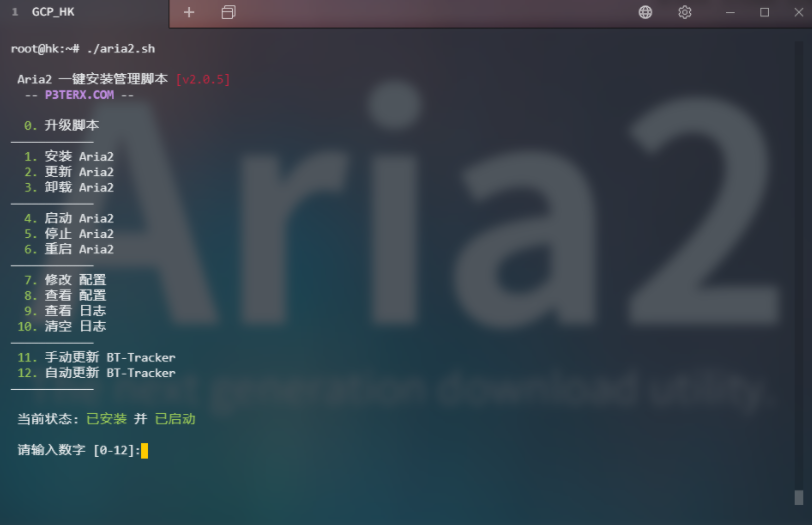 1 GCP_HK
root@hk:~# ./aria2.sh
Aria2 一键安装管理脚本 [v2.0.5]
-- P3TERX.COM --
0. 升级脚本
1. 安装 Aria2
2. 更新 Aria2
3. 卸载 Aria2
4. 启动 Aria2
5. 停止 Aria2
6. 重启 Aria2
7. 修改 配置
8. 查看 配置
9. 查看 日志
10. 清空 日志
11. 手动更新 BT-Tracker
12. 自动更新 BT-Tracker
当前状态: 已安装 并 已启动
请输入数字 [0-12]:
Aria2
generation download utility.